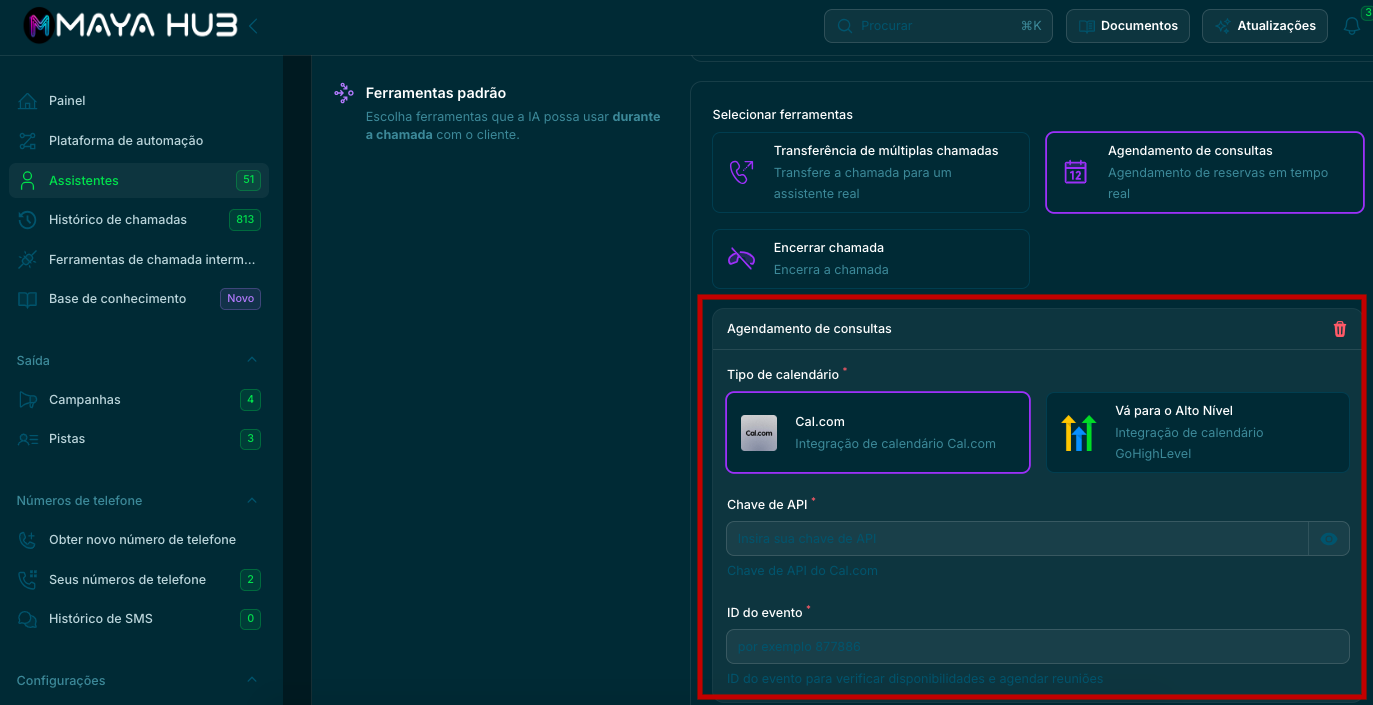 MAYA HUB
Procurar
⌘K
Documentos
Atualizações
3
Painel
Plataforma de automação
Assistentes
51
Histórico de chamadas
813
Ferramentas de chamada interm...
Base de conhecimento
Novo
Saída
Campanhas
4
Pistas
3
Números de telefone
Obter novo número de telefone
Seus números de telefone
2
Histórico de SMS
0
Configurações
Ferramentas padrão
Escolha ferramentas que a IA possa usar durante
a chamada com o cliente.
Selecionar ferramentas
Transferência de múltiplas chamadas
Transfere a chamada para um
assistente real
12
Agendamento de consultas
Agendamento de reservas em tempo
real
Encerrar chamada
Encerra a chamada
Agendamento de consultas
Tipo de calendário *
Cal.com
Cal.com
Integração de calendário Cal.com
Vá para o Alto Nível
Integração de calendário
GoHighLevel
Chave de API *
Insira sua chave de API
Chave de API do Cal.com
ID do evento *
por exemplo 877886
ID do evento para verificar disponibilidades e agendar reuniões